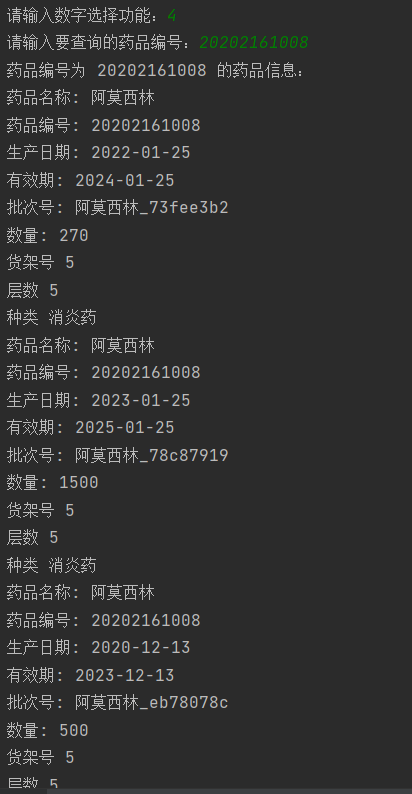 请输入数字选择功能：4
请输入要查询的药品编号：20202161008
药品编号为 20202161008 的药品信息：
药品名称: 阿莫西林
药品编号: 20202161008
生产日期: 2022-01-25
有效期: 2024-01-25
批次号: 阿莫西林_73fee3b2
数量: 270
货架号 5
层数 5
种类 消炎药
药品名称: 阿莫西林
药品编号: 20202161008
生产日期: 2023-01-25
有效期: 2025-01-25
批次号: 阿莫西林_78c87919
数量: 1500
货架号 5
层数 5
种类 消炎药
药品名称: 阿莫西林
药品编号: 20202161008
生产日期: 2020-12-13
有效期: 2023-12-13
批次号: 阿莫西林_eb78078c
数量: 500
货架号 5
层数 5